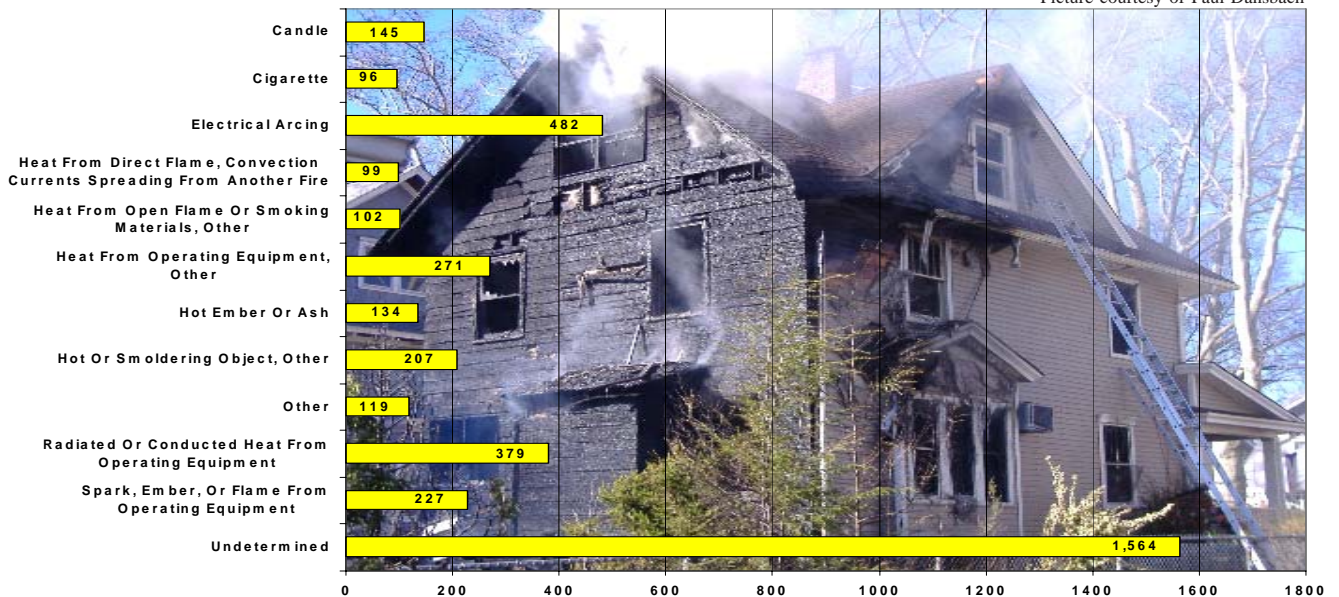 Picture courtesy of Paul Dansbach
Candle
145
Cigarette
96
Electrical Arcing
482
Heat From Direct Flame, Convection
Currents Spreading From Another Fire
99
Heat From Open Flame Or Smoking
Materials, Other
102
Heat From Operating Equipment,
Other
271
Hot Ember Or Ash
134
Hot Or Smoldering Object, Other
207
Other
119
Radiated Or Conducted Heat From
Operating Equipment
379
Spark, Ember, Or Flame From
Operating Equipment
227
Undetermined
1,564
0 200 400 600 800 1000 1200 1400 1600 1800